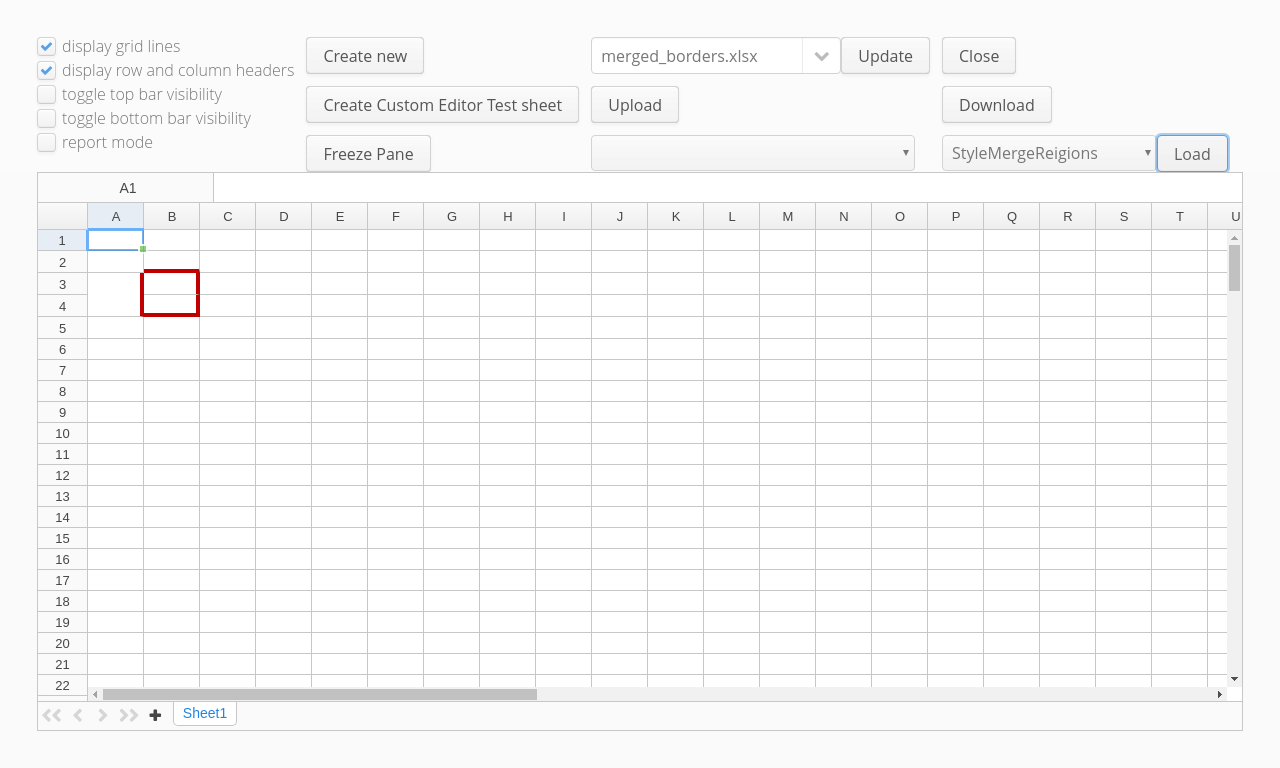 display grid lines
display row and column headers
toggle top bar visibility
toggle bottom bar visibility
report mode
Create new
merged_borders.xlsx
Update
Close
Create Custom Editor Test sheet
Upload
Download
Freeze Pane
StyleMergeReigions
Load
A1
A B C D E F G H I J K L M N O P Q R S T U
1
2
3
4
5
6
7
8
9
10
11
12
13
14
15
16
17
18
19
20
21
22
Sheet1